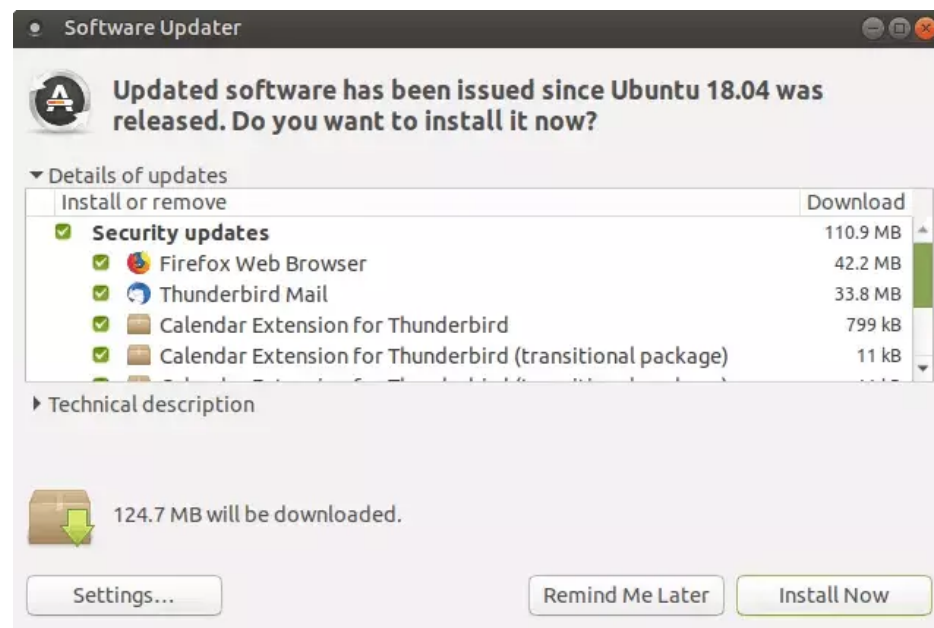 Software Updater
Updated software has been issued since Ubuntu 18.04 was
released. Do you want to install it now?
Details of updates
Install or remove Download
Security updates 110.9 MB
Firefox Web Browser 42.2 MB
Thunderbird Mail 33.8 MB
Calendar Extension for Thunderbird 799 kB
Calendar Extension for Thunderbird (transitional package) 11 kB
Technical description
124.7 MB will be downloaded.
Settings... Remind Me Later Install Now